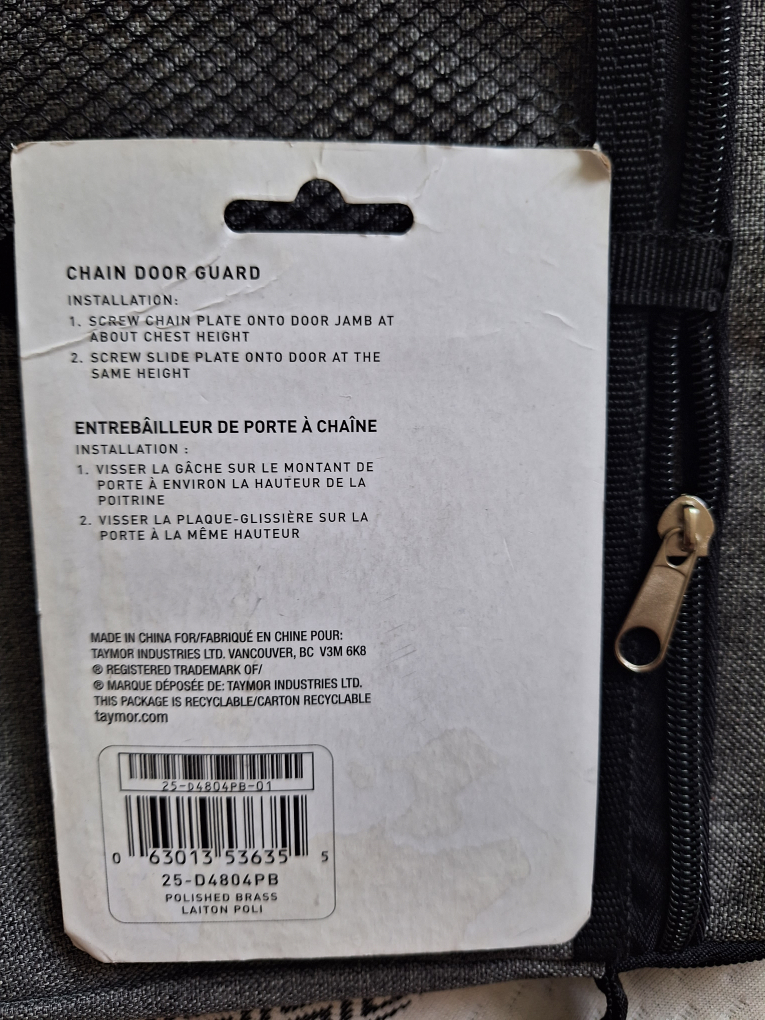 CHAIN DOOR GUARD
INSTALLATION:
1. SCREW CHAIN PLATE ONTO DOOR JAMB AT
ABOUT CHEST HEIGHT
2. SCREW SLIDE PLATE ONTO DOOR AT THE
SAME HEIGHT
ENTREBÂILLEUR DE PORTE À CHAÎNE
INSTALLATION :
1. VISSER LA GÂCHE SUR LE MONTANT DE
PORTE À ENVIRON LA HAUTEUR DE LA
POITRINE
2. VISSER LA PLAQUE-GLISSIÈRE SUR LA
PORTE À LA MÊME HAUTEUR
MADE IN CHINA FOR/FABRIQUÉ EN CHINE POUR:
TAYMOR INDUSTRIES LTD. VANCOUVER, BC V3M 6K8
® REGISTERED TRADEMARK OF/
® MARQUE DÉPOSÉE DE: TAYMOR INDUSTRIES LTD.
THIS PACKAGE IS RECYCLABLE/CARTON RECYCLABLE
taymor.com
25-D4804PB-01
0 63013 53635 5
25-D4804PB
POLISHED BRASS
LAITON POLI